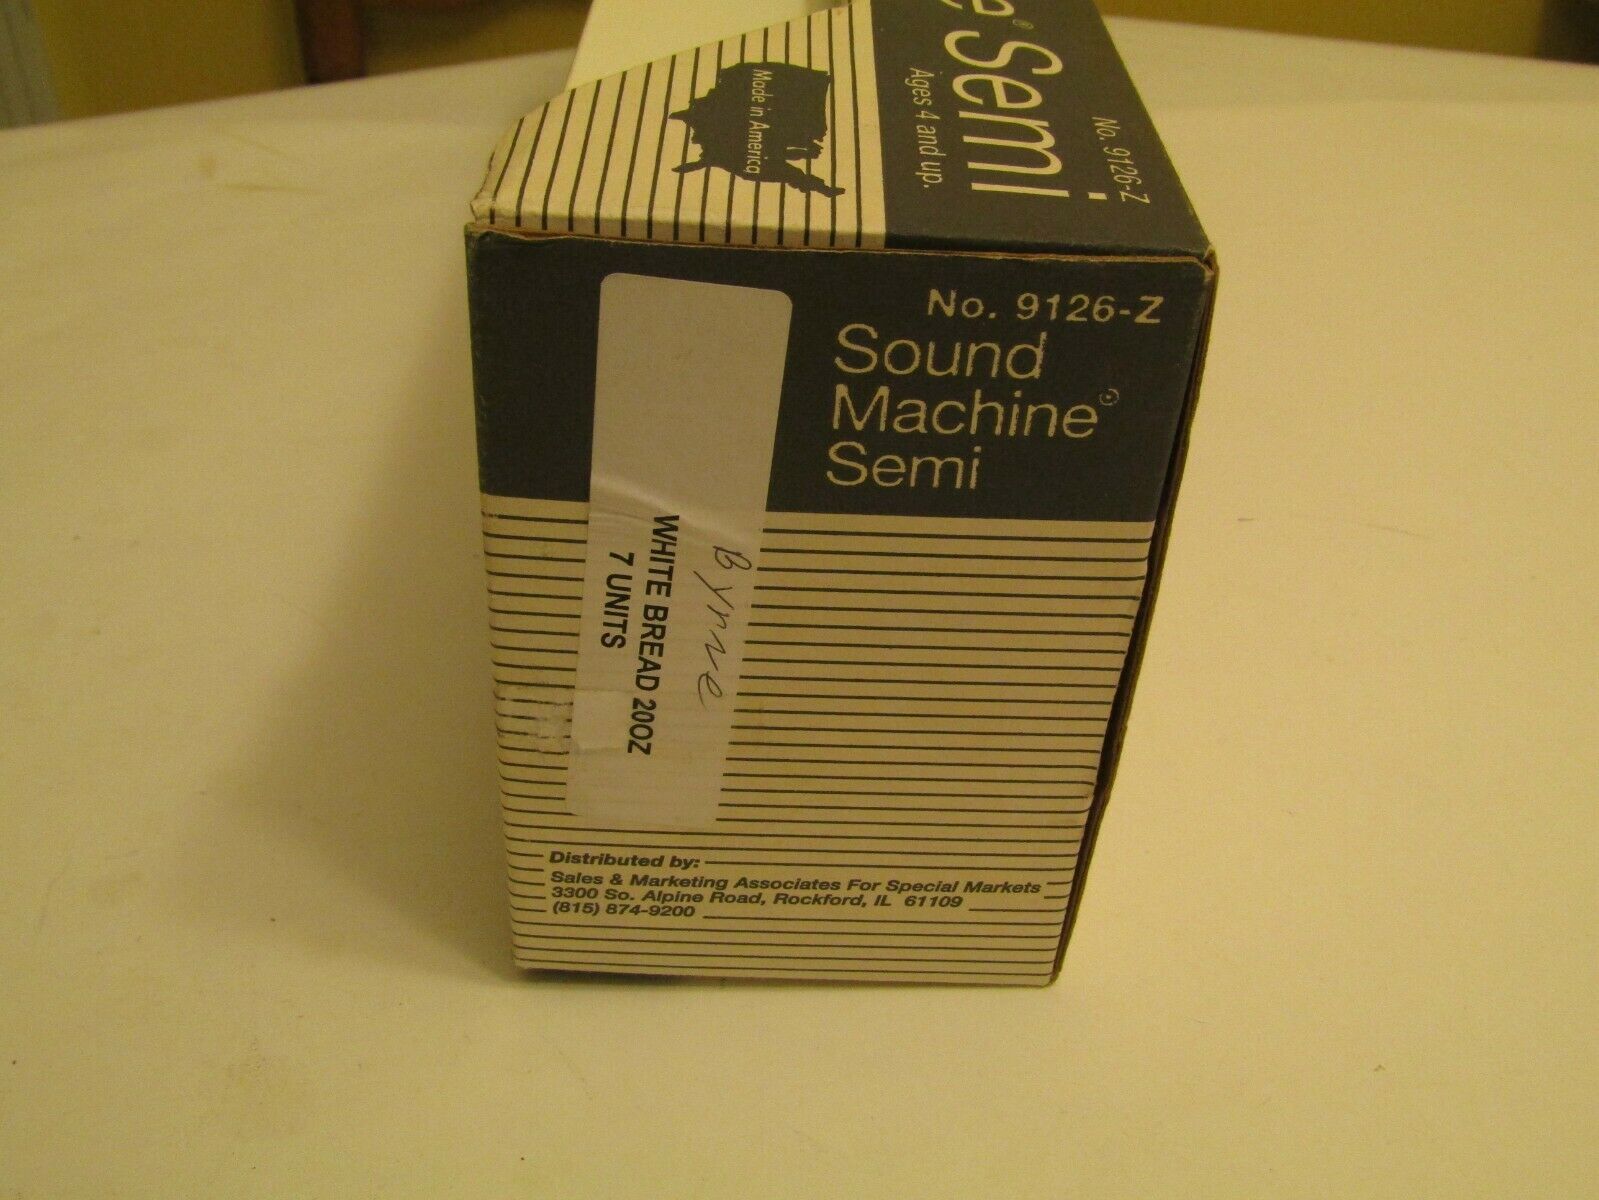 e® Semi
Ages 4 and up.
No. 9126-Z
Made in America
No. 9126-Z
Sound
Machine®
Semi
Byrne
WHITE BREAD 20OZ
7 UNITS
Distributed by:
Sales & Marketing Associates For Special Markets
3300 So. Alpine Road, Rockford, IL 61109
(815) 874-9200